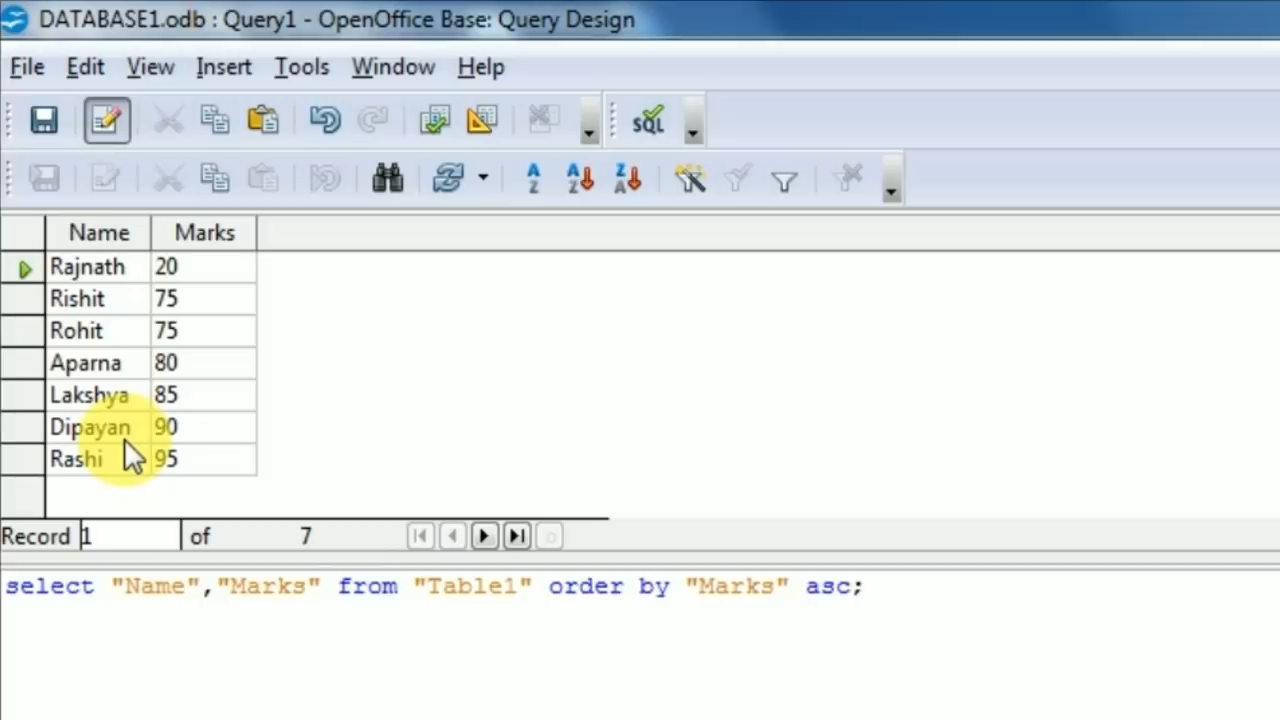 DATABASE1.odb : Query1 - OpenOffice Base: Query Design
File Edit View Insert Tools Window Help
SQL
A Z A Z Z A
Name Marks
Rajnath 20
Rishit 75
Rohit 75
Aparna 80
Lakshya 85
Dipayan 90
Rashi 95
Record 1 of 7
select "Name","Marks" from "Table1" order by "Marks" asc;